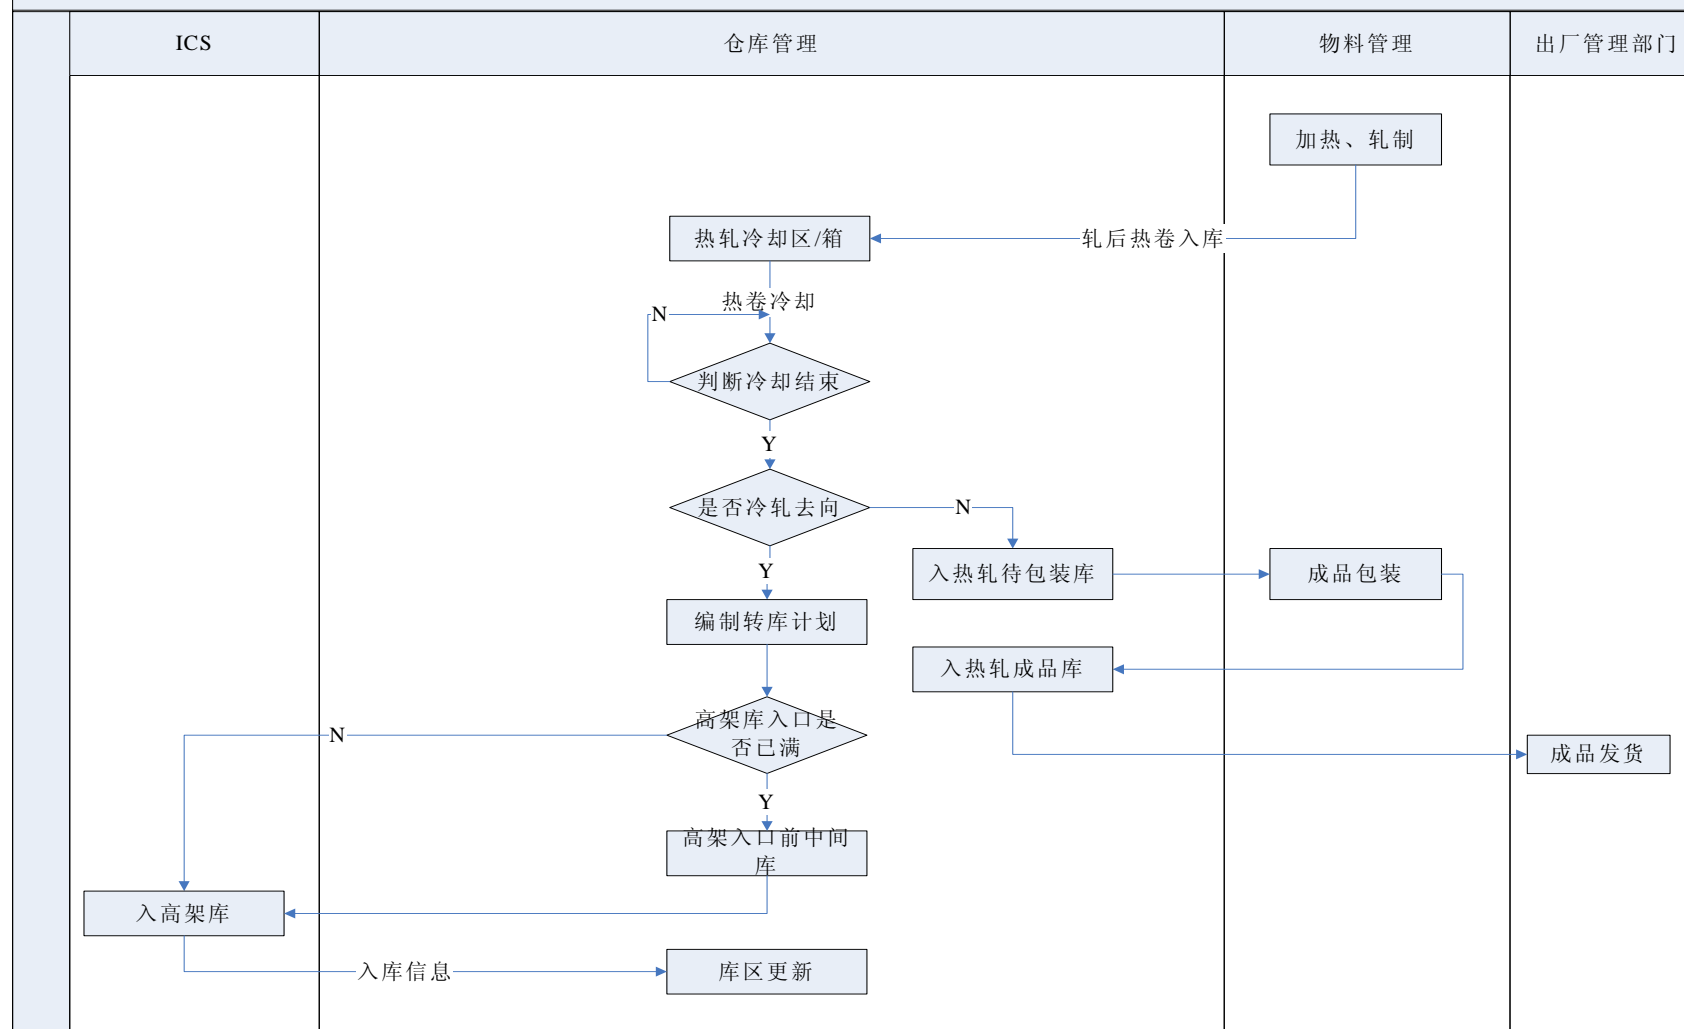 ICS
仓库管理
物料管理
出厂管理部门
加热、轧制
热轧冷却区/箱
轧后热卷入库
热卷冷却
N
判断冷却结束
Y
是否冷轧去向
N
Y
入热轧待包装库
成品包装
编制转库计划
入热轧成品库
高架库入口是
否已满
N
成品发货
Y
高架入口前中间
库
入高架库
入库信息
库区更新